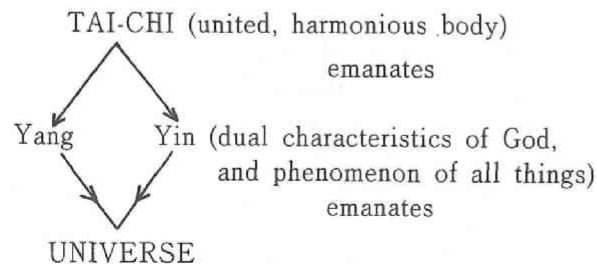 TAI-CHI (united, harmonious body)
emanates
Yang Yin (dual characteristics of God,
and phenomenon of all things)
emanates
UNIVERSE